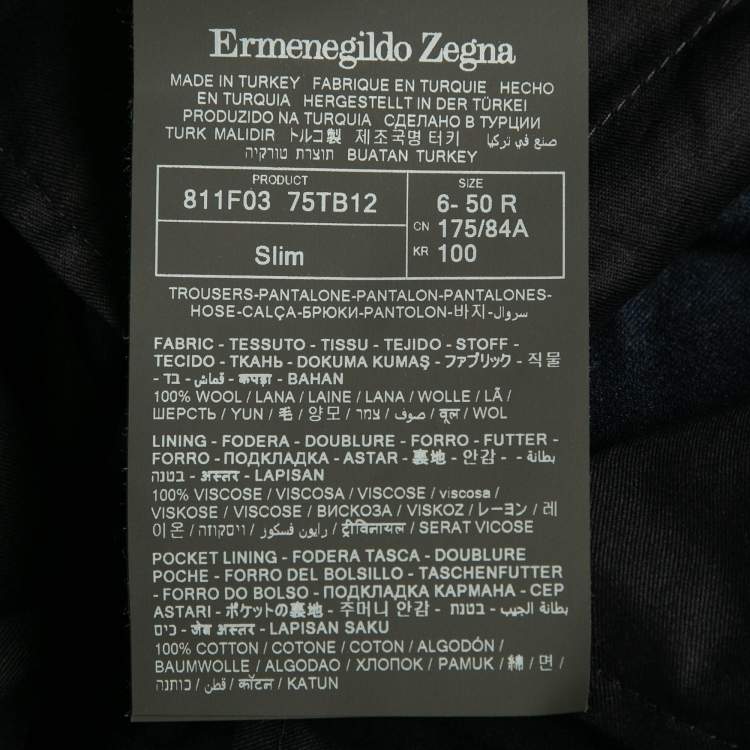 Ermenegildo Zegna
MADE IN TURKEY FABRIQUE EN TURQUIE HECHO
EN TURQUIA HERGESTELLT IN DER TÜRKEI
PRODUZIDO NA TURQUIA СДЕЛАНО В ТУРЦИИ
TURK MALIDIR トルコ製 제조국명 터키 صنع في تركيا
תוצרת טורקיה BUATAN TURKEY
PRODUCT
811F03 75TB12
Slim
SIZE
6- 50 R
CN 175/84A
KR 100
TROUSERS-PANTALONE-PANTALON-PANTALONES-
HOSE-CALÇA-БРЮКИ-PANTOLON-바지-سروال
FABRIC - TESSUTO - TISSU - TEJIDO - STOFF -
TECIDO - ТКАНЬ - DOKUMA KUMAŞ - ファブリック - 직물
- בד - قماش - कपड़ा - BAHAN
100% WOOL / LANA / LAINE / LANA / WOLLE / LÃ /
ШЕРСТЬ / YUN / 毛 / 양모 / צמר / صوف / वूल / WOL
LINING - FODERA - DOUBLURE - FORRO - FUTTER -
FORRO - ПОДКЛАДКА - ASTAR - 裏地 - 안감 - بطانة -
בטנה - अस्तर - LAPISAN
100% VISCOSE / VISCOSA / VISCOSE / viscosa /
VISKOSE / VISCOSE / ВИСКОЗА / VISKOZ / レーヨン / 레
이온 / ויסקוזה / رايون فسكوز / ट्रीविनायल / SERAT VICOSE
POCKET LINING - FODERA TASCA - DOUBLURE
POCHE - FORRO DEL BOLSILLO - TASCHENFUTTER
- FORRO DO BOLSO - ПОДКЛАДКА КАРМАНА - CEP
ASTARI - ポケットの裏地 - 주머니 안감 - بطانة الجيب - בטנת
כיס - जेब अस्तर - LAPISAN SAKU
100% COTTON / COTONE / COTON / ALGODÓN /
BAUMWOLLE / ALGODAO / ХЛОПОК / PAMUK / 綿 / 면 /
כותנה / قطن / कॉटन / KATUN